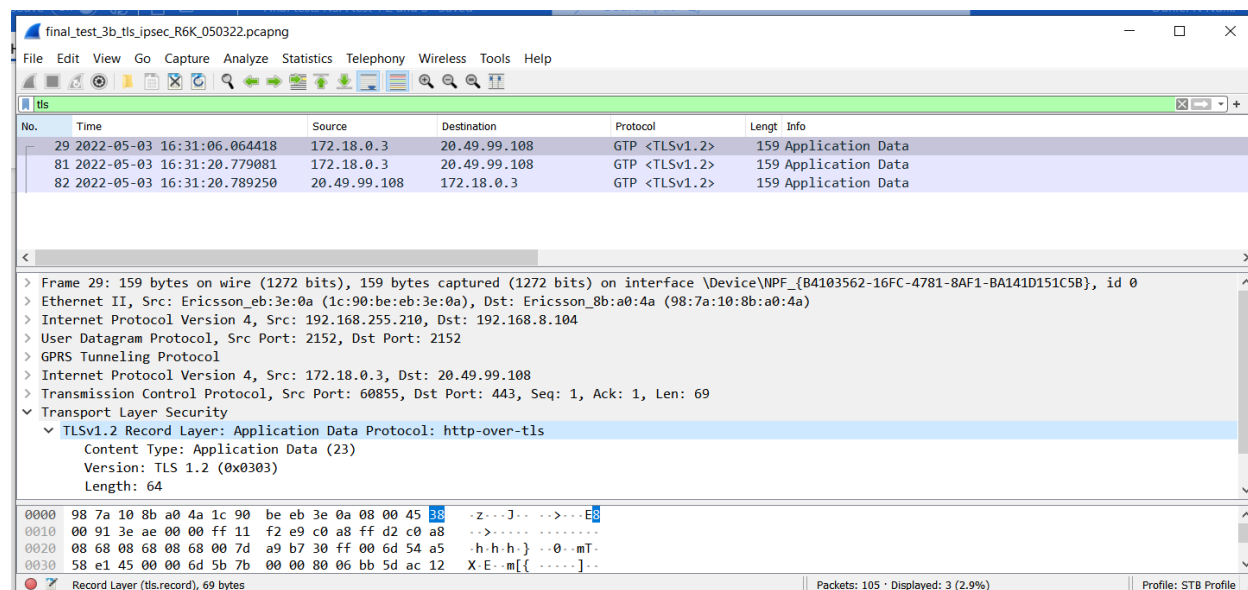 final_test_3b_tls_ipsec_R6K_050322.pcapng
File Edit View Go Capture Analyze Statistics Telephony Wireless Tools Help
tls
No. Time Source Destination Protocol Lengt Info
29 2022-05-03 16:31:06.064418 172.18.0.3 20.49.99.108 GTP <TLSv1.2> 159 Application Data
81 2022-05-03 16:31:20.779081 172.18.0.3 20.49.99.108 GTP <TLSv1.2> 159 Application Data
82 2022-05-03 16:31:20.789250 20.49.99.108 172.18.0.3 GTP <TLSv1.2> 159 Application Data
> Frame 29: 159 bytes on wire (1272 bits), 159 bytes captured (1272 bits) on interface \Device\NPF_{B4103562-16FC-4781-8AF1-BA141D151C5B}, id 0
> Ethernet II, Src: Ericsson_eb:3e:0a (1c:90:be:eb:3e:0a), Dst: Ericsson_8b:a0:4a (98:7a:10:8b:a0:4a)
> Internet Protocol Version 4, Src: 192.168.255.210, Dst: 192.168.8.104
> User Datagram Protocol, Src Port: 2152, Dst Port: 2152
> GPRS Tunneling Protocol
> Internet Protocol Version 4, Src: 172.18.0.3, Dst: 20.49.99.108
> Transmission Control Protocol, Src Port: 60855, Dst Port: 443, Seq: 1, Ack: 1, Len: 69
Transport Layer Security
TLSv1.2 Record Layer: Application Data Protocol: http-over-tls
Content Type: Application Data (23)
Version: TLS 1.2 (0x0303)
Length: 64
0000 98 7a 10 8b a0 4a 1c 90 be eb 3e 0a 08 00 45 38 ·z···J·· ··>···E8
0010 00 91 3e ae 00 00 ff 11 f2 e9 c0 a8 ff d2 c0 a8 ··>····· ········
0020 08 68 08 68 08 68 00 7d a9 b7 30 ff 00 6d 54 a5 ·h·h·h·} ··0··mT·
0030 58 e1 45 00 00 6d 5b 7b 00 00 80 06 bb 5d ac 12 X·E··m[{ ·····]··
Record Layer (tls.record), 69 bytes
Packets: 105 · Displayed: 3 (2.9%)
Profile: STB Profile